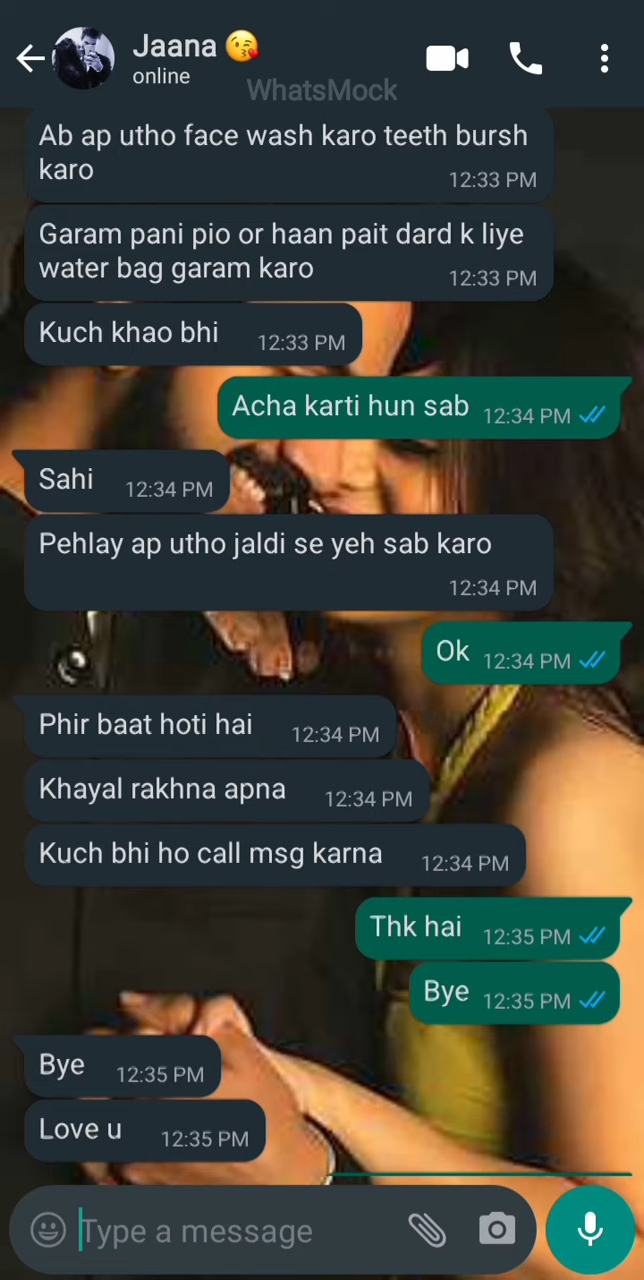 Jaana 😘
online
WhatsMock
Ab ap utho face wash karo teeth bursh
karo
12:33 PM
Garam pani pio or haan pait dard k liye
water bag garam karo
12:33 PM
Kuch khao bhi 12:33 PM
Acha karti hun sab 12:34 PM
Sahi 12:34 PM
Pehlay ap utho jaldi se yeh sab karo
12:34 PM
Ok 12:34 PM
Phir baat hoti hai 12:34 PM
Khayal rakhna apna 12:34 PM
Kuch bhi ho call msg karna 12:34 PM
Thk hai 12:35 PM
Bye 12:35 PM
Bye 12:35 PM
Love u 12:35 PM
Type a message